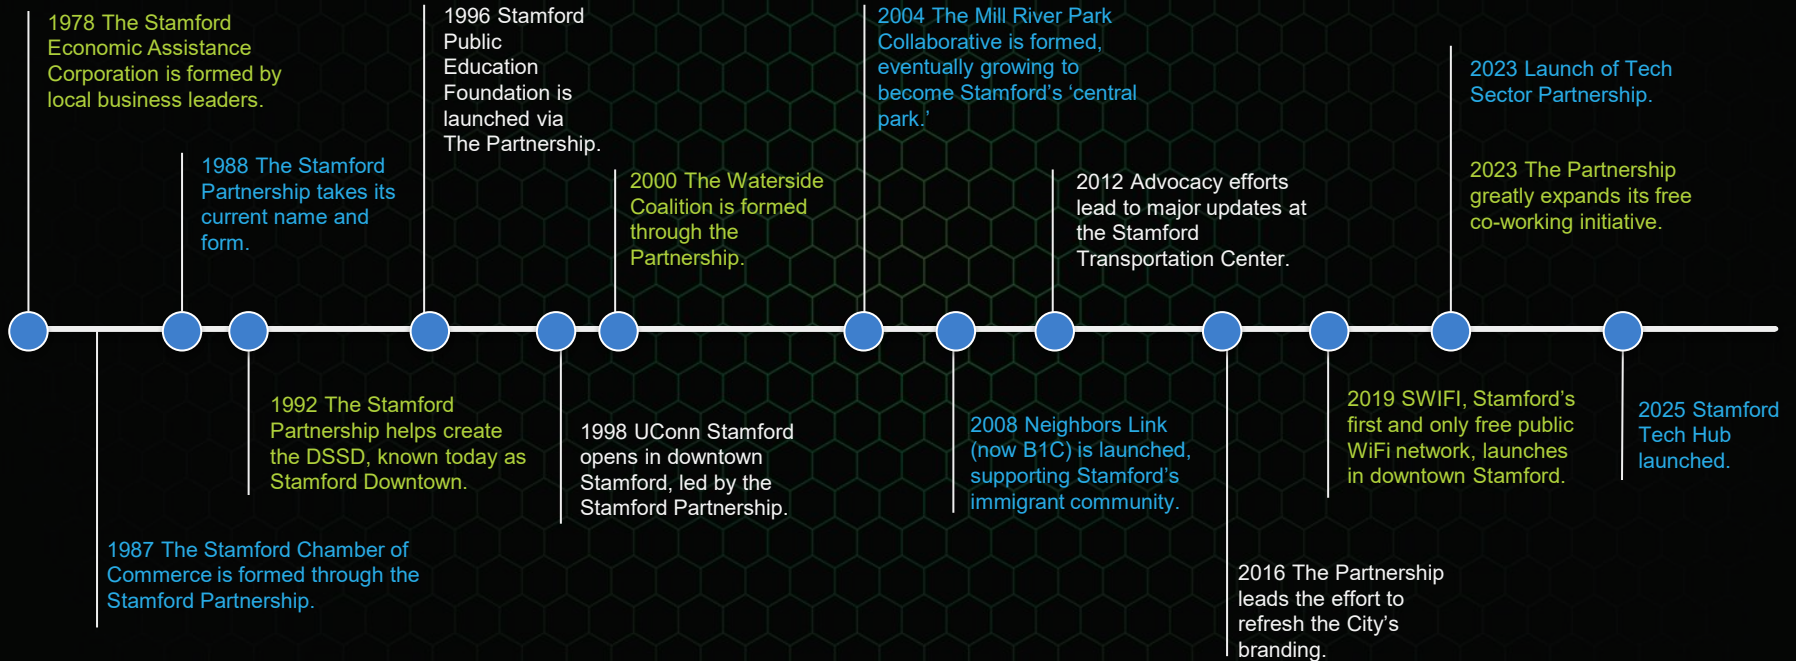 1978 The Stamford
Economic Assistance
Corporation is formed by
local business leaders.
1987 The Stamford Chamber of
Commerce is formed through the
Stamford Partnership.
1988 The Stamford
Partnership takes its
current name and
form.
1992 The Stamford
Partnership helps create
the DSSD, known today as
Stamford Downtown.
1996 Stamford
Public
Education
Foundation is
launched via
The Partnership.
1998 UConn Stamford
opens in downtown
Stamford, led by the
Stamford Partnership.
2000 The Waterside
Coalition is formed
through the
Partnership.
2004 The Mill River Park
Collaborative is formed,
eventually growing to
become Stamford’s ‘central
park.’
2008 Neighbors Link
(now B1C) is launched,
supporting Stamford’s
immigrant community.
2012 Advocacy efforts
lead to major updates at
the Stamford
Transportation Center.
2016 The Partnership
leads the effort to
refresh the City’s
branding.
2019 SWIFI, Stamford’s
first and only free public
WiFi network, launches
in downtown Stamford.
2023 Launch of Tech
Sector Partnership.
2023 The Partnership
greatly expands its free
co-working initiative.
2025 Stamford
Tech Hub
launched.